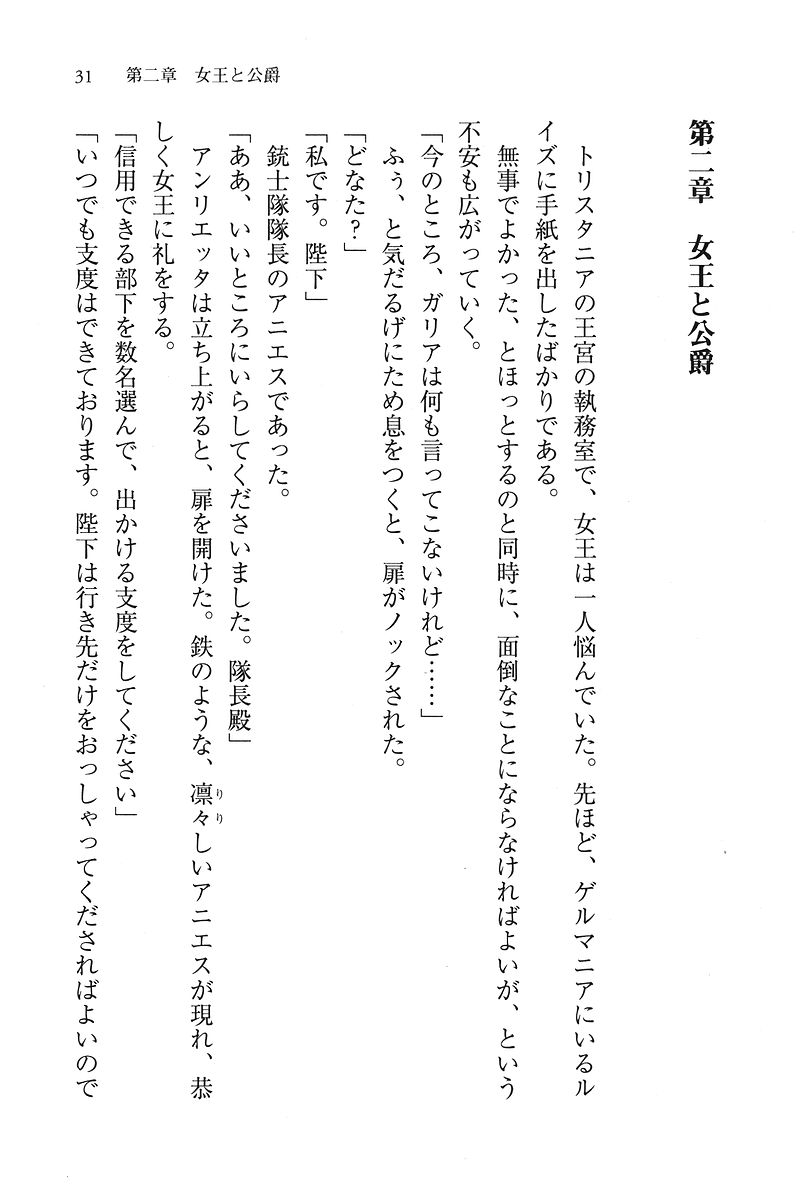 31 第二章 女王と公爵
第二章 女王と公爵
トリスタニアの王宮の執務室で、女王は一人悩んでいた。先ほど、ゲルマニアにいるル
イズに手紙を出したばかりである。
無事でよかった、とほっとするのと同時に、面倒なことにならなければよいが、という
不安も広がっていく。
「今のところ、ガリアは何も言ってこないけれど……」
ふぅ、と気だるげにため息をつくと、扉がノックされた。
「どなた?」
「私です。陛下」
銃士隊隊長のアニエスであった。
「ああ、いいところにいらしてくださいました。隊長殿」
アンリエッタは立ち上がると、扉を開けた。鉄のような、凛々しいアニエスが現れ、恭
りり
しく女王に礼をする。
「信用できる部下を数名選んで、出かける支度をしてください」
「いつでも支度はできております。陛下は行き先だけをおっしゃってくださればよいので